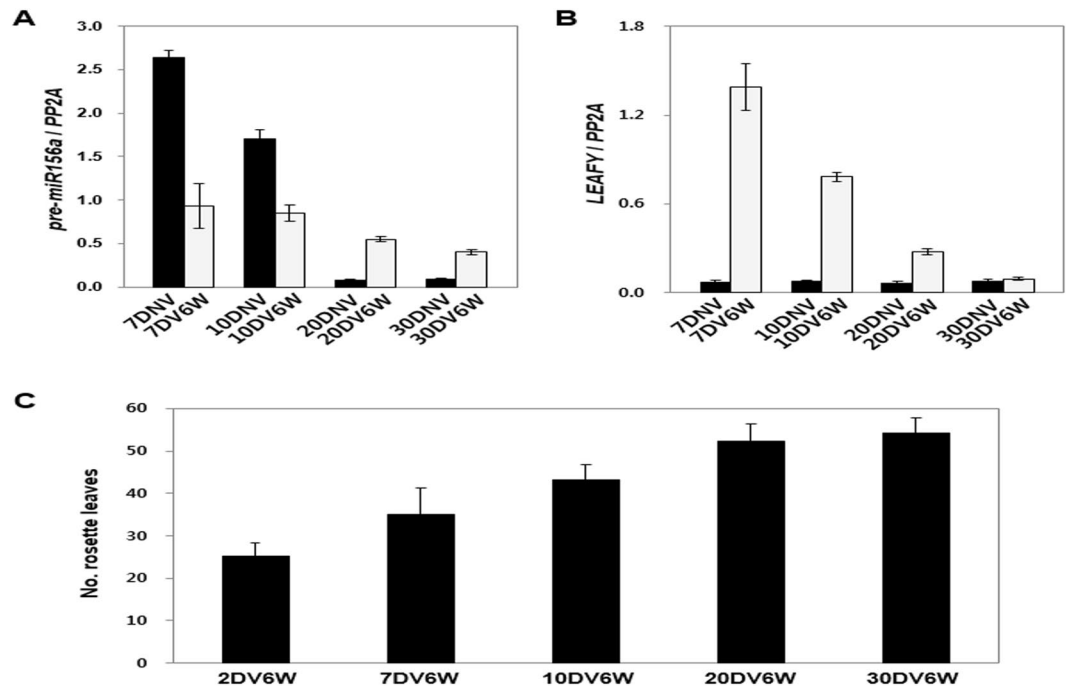 A
pre-miR156a / PP2A
3.0
2.5
2.0
1.5
1.0
0.5
0.0
7DNV
7DV6W
10DNV
10DV6W
20DNV
20DV6W
30DNV
30DV6W
B
LEAFY / PP2A
1.8
1.2
0.6
0.0
7DNV
7DV6W
10DNV
10DV6W
20DNV
20DV6W
30DNV
30DV6W
C
No. rosette leaves
60
50
40
30
20
10
0
2DV6W
7DV6W
10DV6W
20DV6W
30DV6W